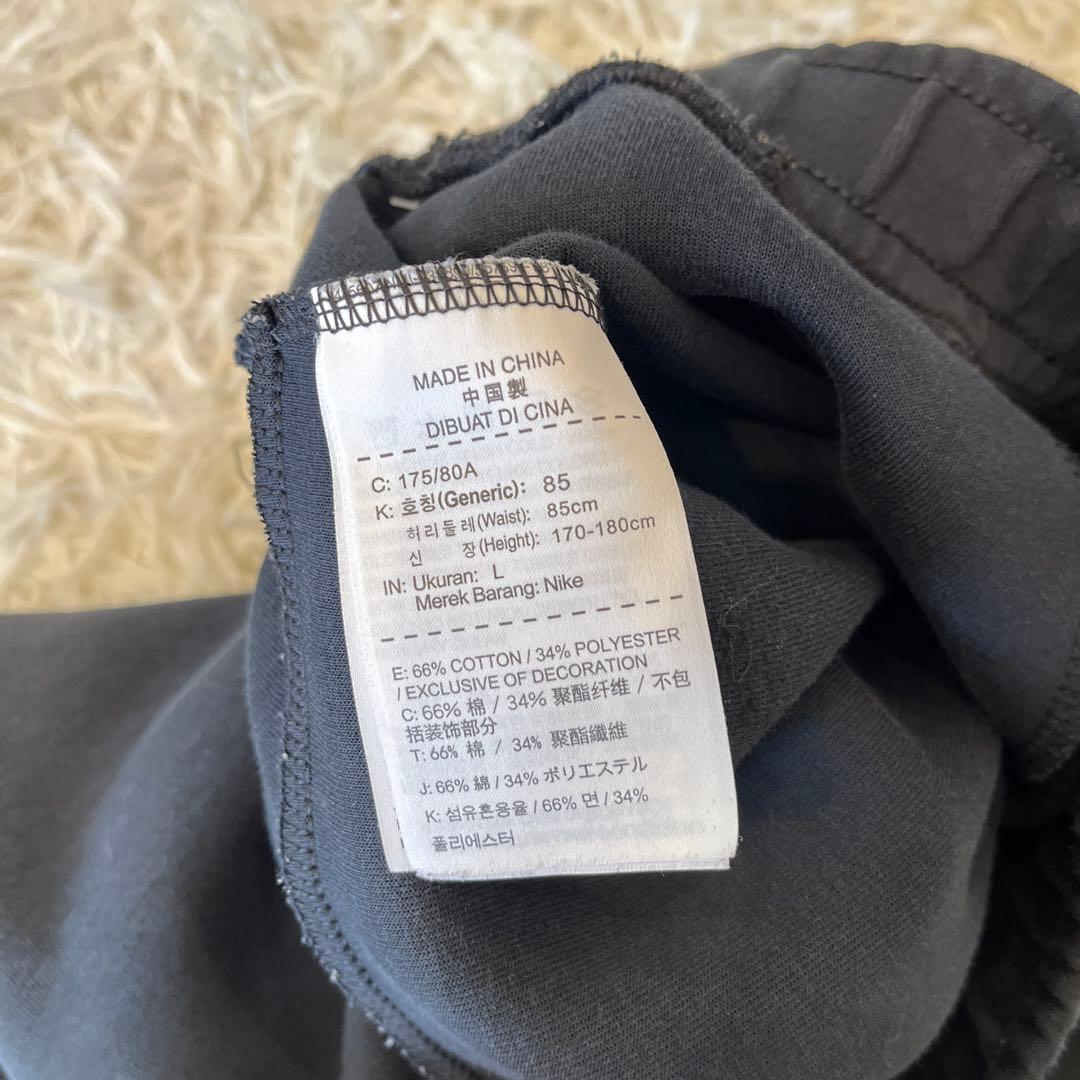 MADE IN CHINA
中国製
DIBUAT DI CINA
C: 175/80A
K: 호칭(Generic): 85
허리둘레(Waist): 85cm
신 장(Height): 170-180cm
IN: Ukuran: L
Merek Barang: Nike
E: 66% COTTON / 34% POLYESTER
/ EXCLUSIVE OF DECORATION
C: 66% 棉 / 34% 聚酯纤维 / 不包
括装饰部分
T: 66% 棉 / 34% 聚酯纖維
J: 66% 綿 / 34% ポリエステル
K: 섬유혼용율 / 66% 면 / 34%
폴리에스터